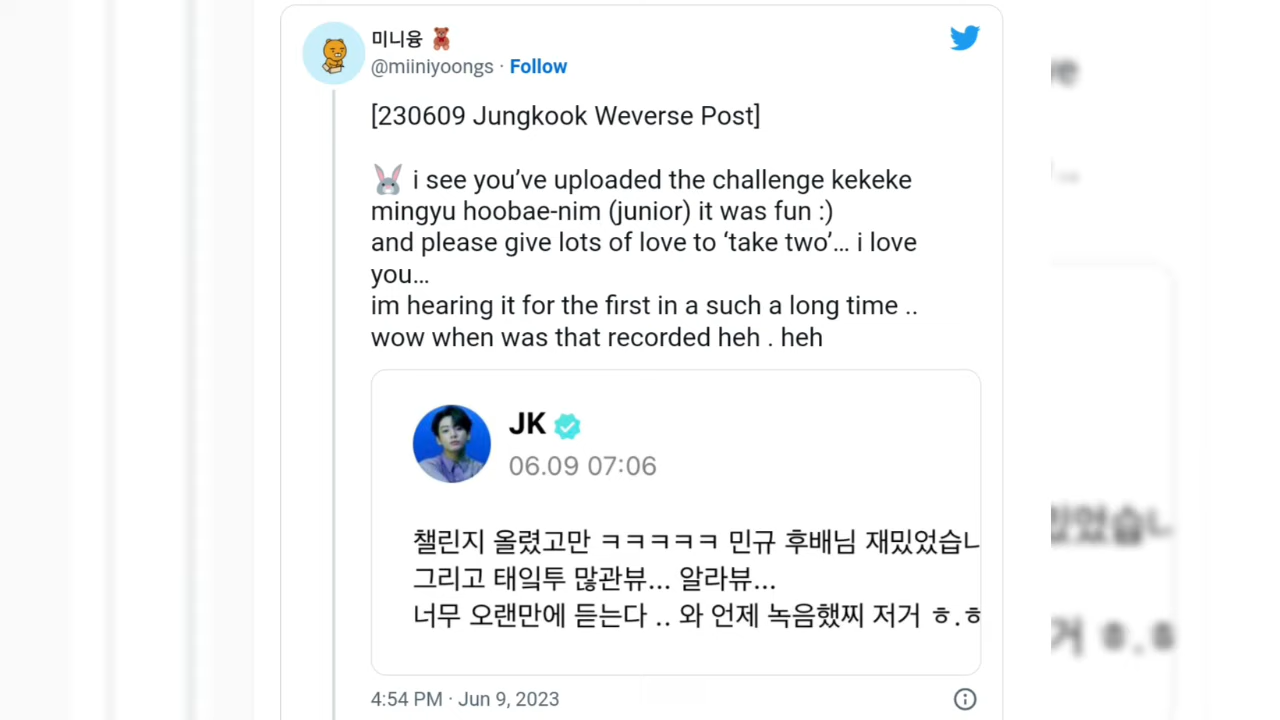 미니융
@miiniyoongs · Follow
[230609 Jungkook Weverse Post]
i see you’ve uploaded the challenge kekeke
mingyu hoobae-nim (junior) it was fun :)
and please give lots of love to ‘take two’… i love
you…
im hearing it for the first in a such a long time ..
wow when was that recorded heh . heh
JK
06.09 07:06
챌린지 올렸고만 ㅋㅋㅋㅋㅋ 민규 후배님 재밌었습
그리고 태잌투 많관뷰... 알라뷰...
너무 오랜만에 듣는다 .. 와 언제 녹음했찌 저거 ㅎ.ㅎ
4:54 PM · Jun 9, 2023